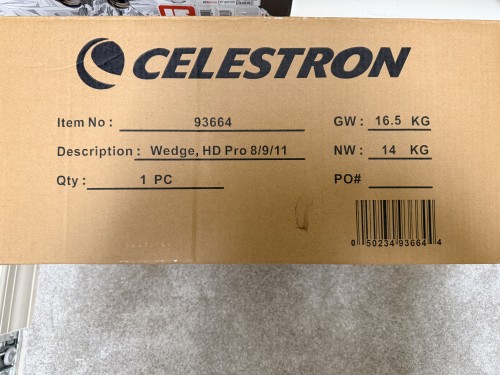 CELESTRON
Item No : 93664 GW : 16.5 KG
Description : Wedge, HD Pro 8/9/11 NW : 14 KG
Qty : 1 PC PO#
0 50234 93664 4